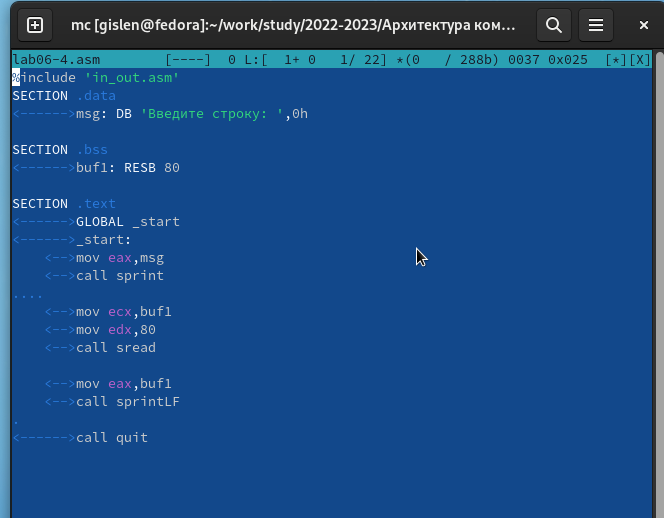 mc [gislen@fedora]:~/work/study/2022-2023/Архитектура ком...
lab06-4.asm [----] 0 L:[ 1+ 0 1/ 22] *(0 / 288b) 0037 0x025 [*][X]
%include 'in_out.asm'
SECTION .data
<------>msg: DB 'Введите строку: ',0h
SECTION .bss
<------>buf1: RESB 80
SECTION .text
<------>GLOBAL _start
<------>_start:
<-->mov eax,msg
<-->call sprint
....
<-->mov ecx,buf1
<-->mov edx,80
<-->call sread
<-->mov eax,buf1
<-->call sprintLF
.
<------>call quit